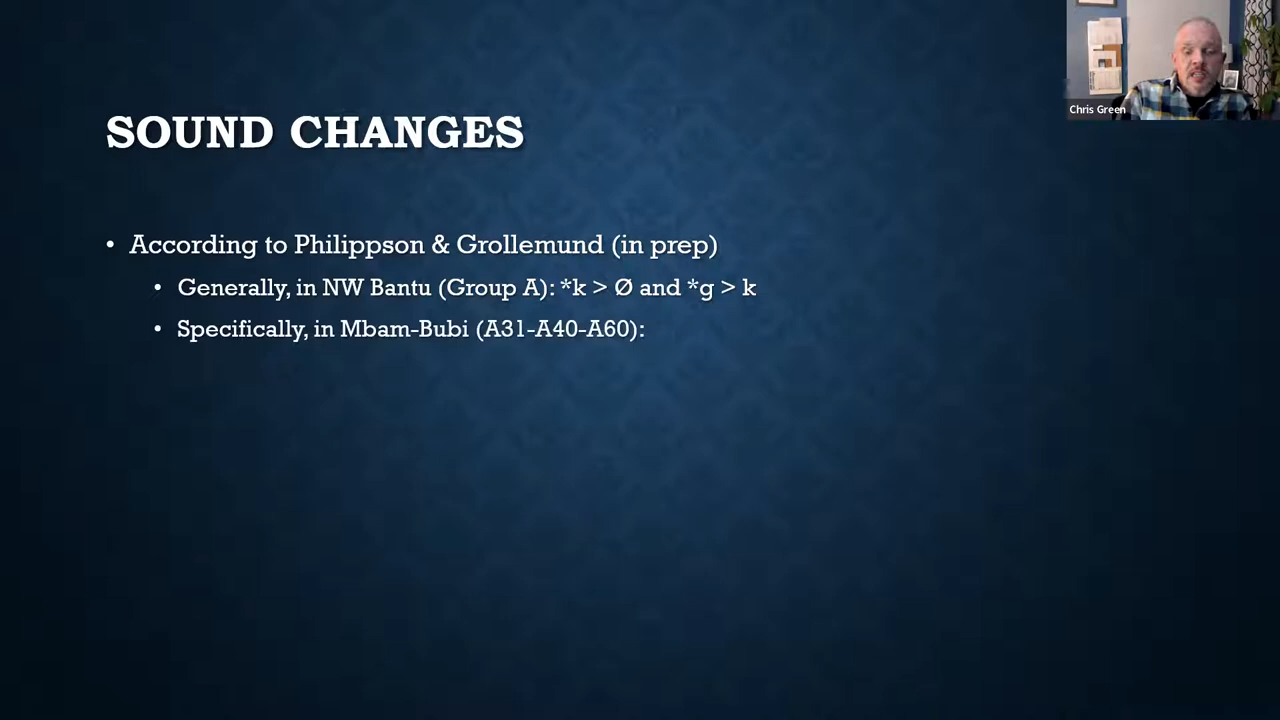 Chris Green
SOUND CHANGES
• According to Philippson & Grollemund (in prep)
• Generally, in NW Bantu (Group A): *k > Ø and *g > k
• Specifically, in Mbam-Bubi (A31-A40-A60):